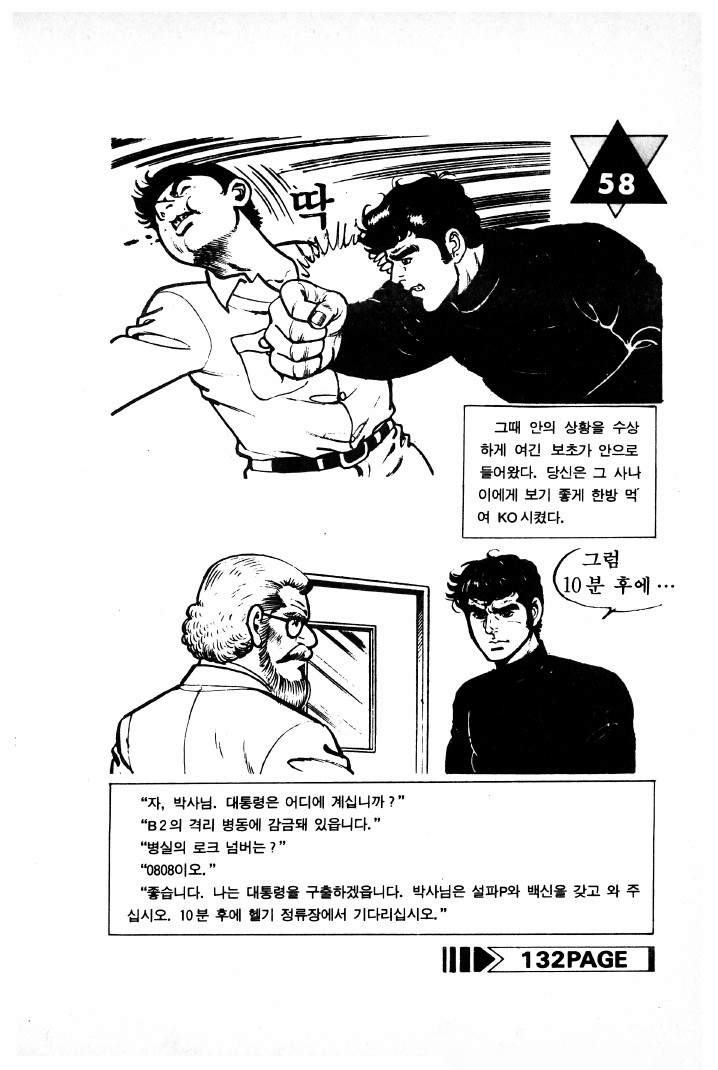 58
딱
그때 안의 상황을 수상
하게 여긴 보초가 안으로
들어왔다. 당신은 그 사나
이에게 보기 좋게 한방 먹
여 KO시켰다.
그럼
10분 후에…
“자, 박사님. 대통령은 어디에 계십니까?”
“B2의 격리 병동에 감금돼 있읍니다.”
“병실의 로크 넘버는?”
“0808이오.”
“좋습니다. 나는 대통령을 구출하겠읍니다. 박사님은 설파P와 백신을 갖고 와 주
십시오. 10분 후에 헬기 정류장에서 기다리십시오.”
132PAGE